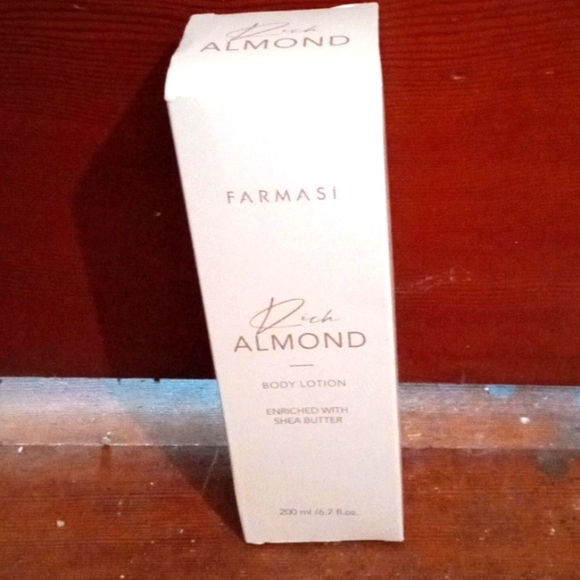 Rich
ALMOND
FARMASI
Rich
ALMOND
BODY LOTION
ENRICHED WITH
SHEA BUTTER
200 ml /6.7 fl.oz.